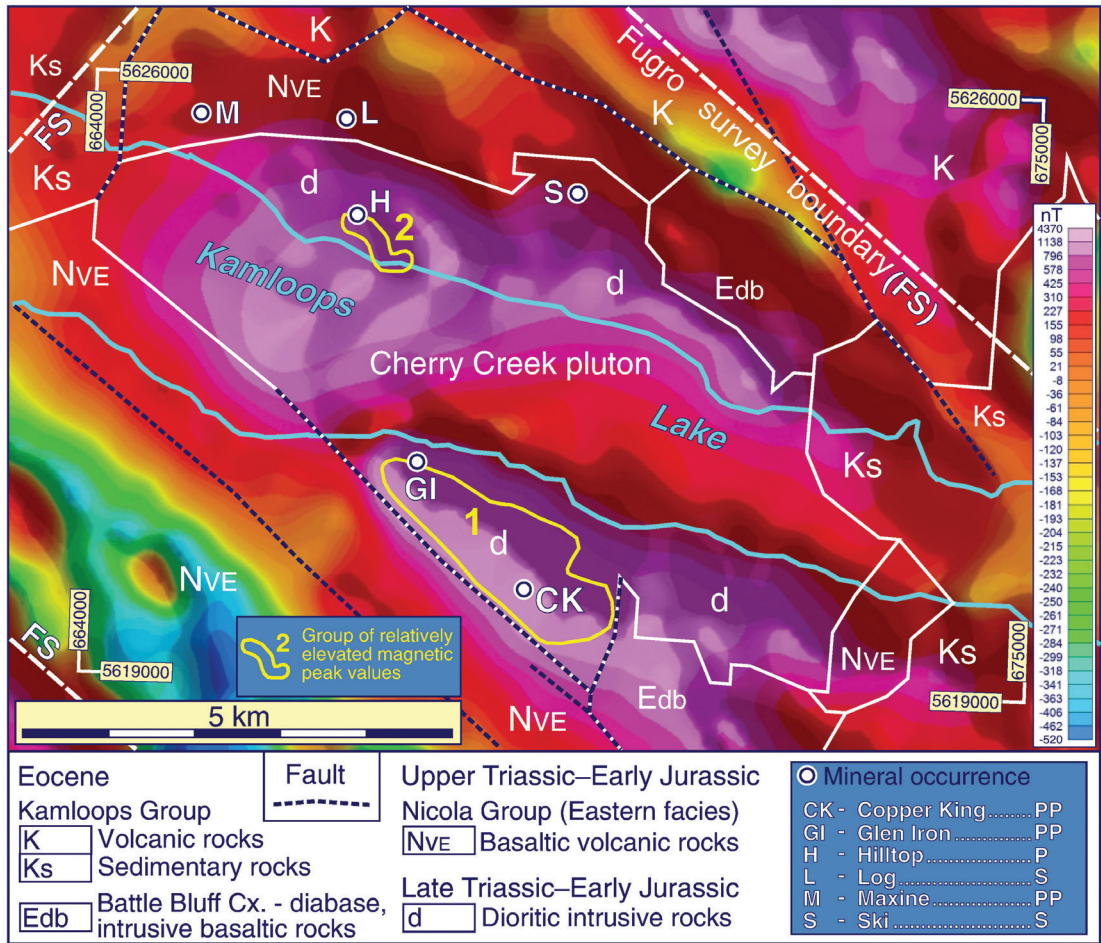 K
Ks
5626000
664000
FS
NVE
M
L
K
Fugro survey boundary (FS)
K
5626000
675000
Ks
d
H
2
S
NVE
Kamloops
d
Edb
Cherry Creek pluton
Lake
Ks
Ks
nT
4370
1138
796
578
425
310
227
155
98
55
21
-8
-36
-61
-84
-103
-120
-137
-153
-168
-181
-193
-204
-215
-223
-232
-240
-250
-261
-271
-284
-297
-318
-341
-363
-406
-462
-520
GI
1
d
CK
NVE
d
NVE
Ks
675000
5619000
664000
FS
5619000
Edb
NVE
2 Group of relatively
elevated magnetic
peak values
5 km
Eocene
Kamloops Group
K Volcanic rocks
Ks Sedimentary rocks
Edb Battle Bluff Cx. - diabase,
intrusive basaltic rocks
Fault
Upper Triassic–Early Jurassic
Nicola Group (Eastern facies)
NVE Basaltic volcanic rocks
Late Triassic–Early Jurassic
d Dioritic intrusive rocks
Mineral occurrence
CK - Copper King........ PP
GI - Glen Iron............. PP
H - Hilltop.................... P
L - Log........................ S
M - Maxine................. PP
S - Ski........................ S